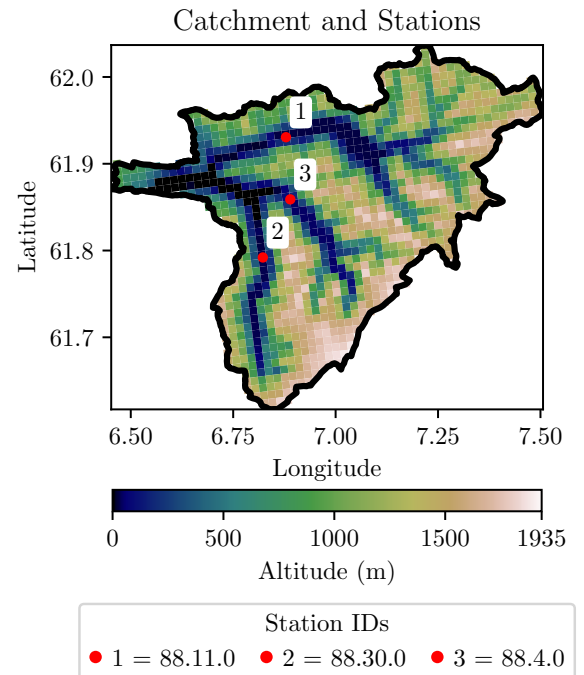 Catchment and Stations
62.0
61.9
61.8
61.7
Latitude
1
3
2
6.50 6.75 7.00 7.25 7.50
Longitude
0 500 1000 1500 1935
Altitude (m)
Station IDs
1 = 88.11.0 2 = 88.30.0 3 = 88.4.0